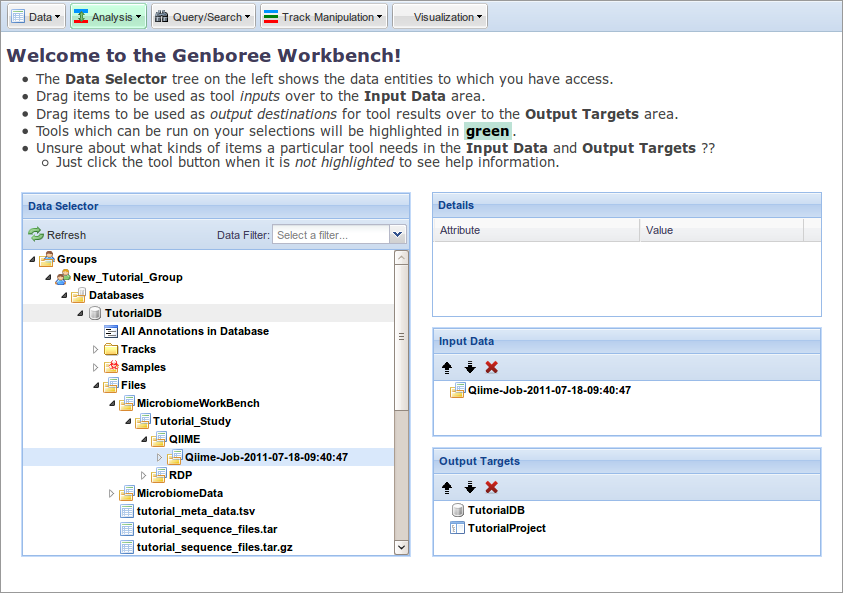 Data Analysis Query/Search Track Manipulation Visualization
Welcome to the Genboree Workbench!
The Data Selector tree on the left shows the data entities to which you have access.
Drag items to be used as tool inputs over to the Input Data area.
Drag items to be used as output destinations for tool results over to the Output Targets area.
Tools which can be run on your selections will be highlighted in green.
Unsure about what kinds of items a particular tool needs in the Input Data and Output Targets ??
Just click the tool button when it is not highlighted to see help information.
Data Selector
Refresh Data Filter: Select a filter...
Groups
New_Tutorial_Group
Databases
TutorialDB
All Annotations in Database
Tracks
Samples
Files
MicrobiomeWorkBench
Tutorial_Study
QIIME
Qiime-Job-2011-07-18-09:40:47
RDP
MicrobiomeData
tutorial_meta_data.tsv
tutorial_sequence_files.tar
tutorial_sequence_files.tar.gz
Details
Attribute Value
Input Data
Qiime-Job-2011-07-18-09:40:47
Output Targets
TutorialDB
TutorialProject